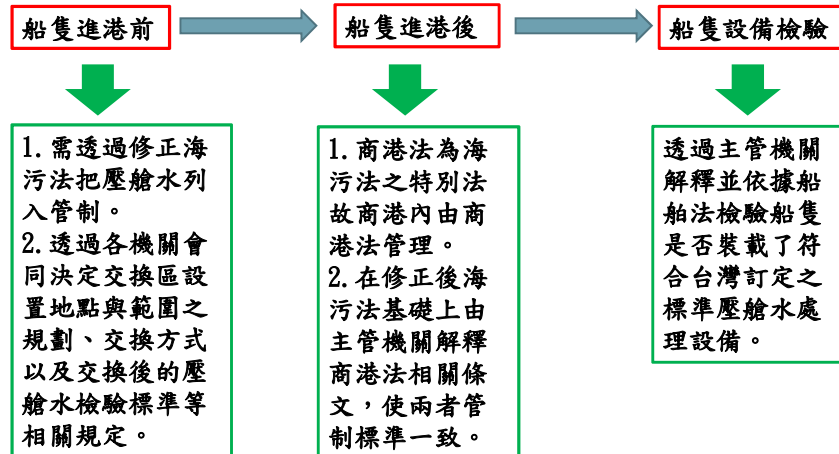 船隻進港前
船隻進港後
船隻設備檢驗
1. 需透過修正海
污法把壓艙水列
入管制。
2. 透過各機關會
同決定交換區設
置地點與範圍之
規劃、交換方式
以及交換後的壓
艙水檢驗標準等
相關規定。
1. 商港法為海
污法之特別法
故商港內由商
港法管理。
2. 在修正後海
污法基礎上由
主管機關解釋
商港法相關條
文，使兩者管
制標準一致。
透過主管機關
解釋並依據船
舶法檢驗船隻
是否裝載了符
合台灣訂定之
標準壓艙水處
理設備。